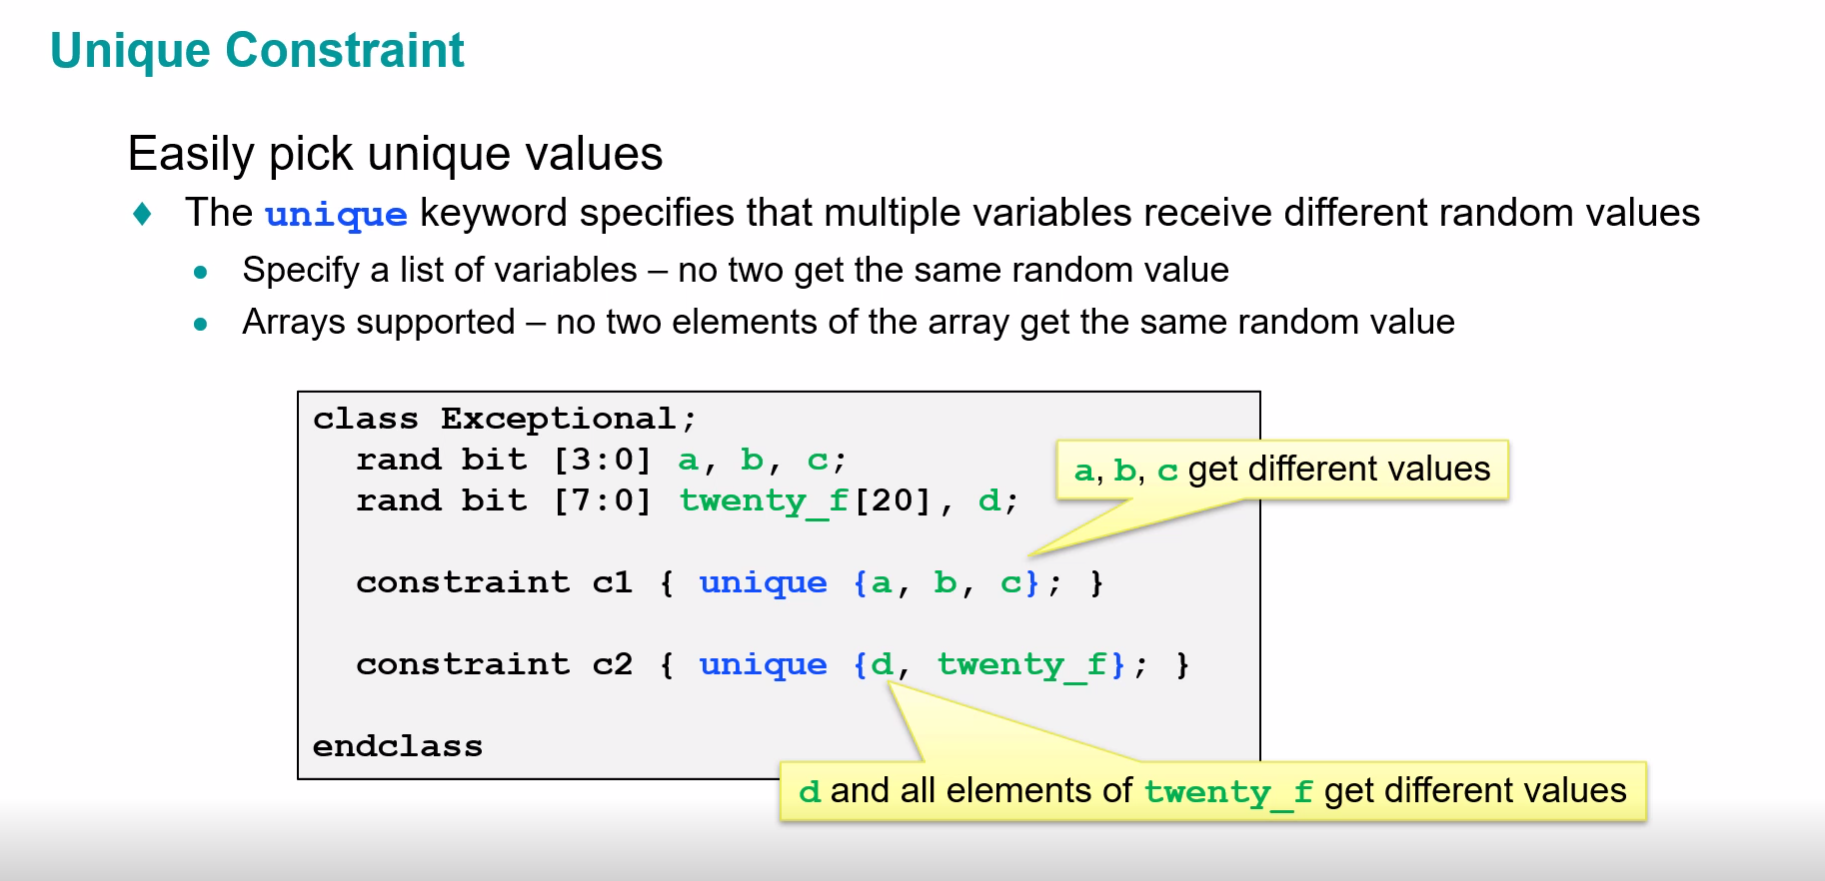 Unique Constraint
Easily pick unique values
♦ The unique keyword specifies that multiple variables receive different random values
• Specify a list of variables – no two get the same random value
• Arrays supported – no two elements of the array get the same random value
class Exceptional;
rand bit [3:0] a, b, c;
rand bit [7:0] twenty_f[20], d;
a, b, c get different values
constraint c1 { unique {a, b, c}; }
constraint c2 { unique {d, twenty_f}; }
endclass
d and all elements of twenty_f get different values